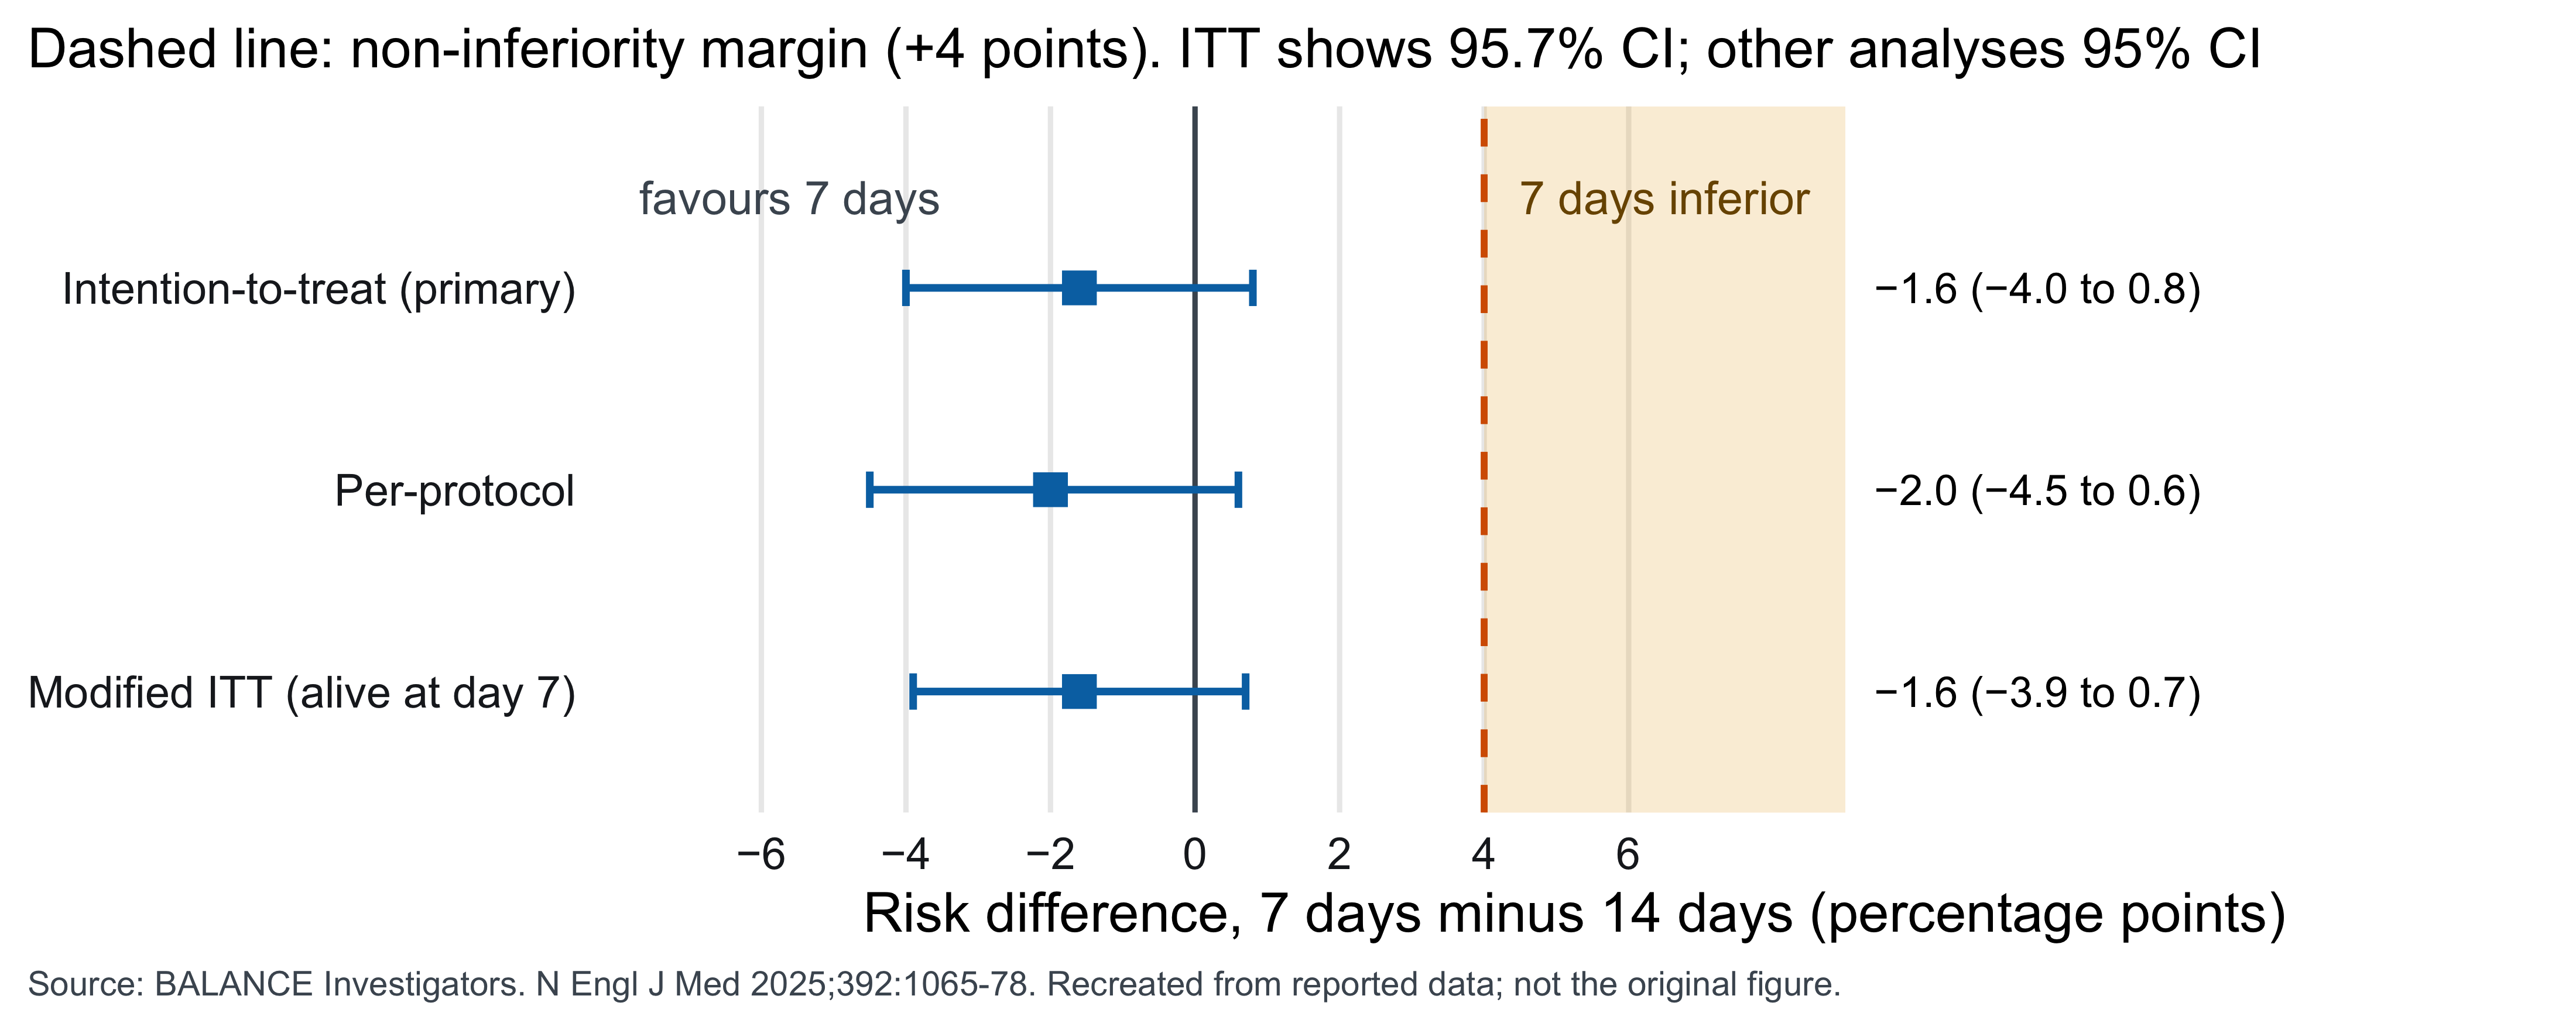 Dashed line: non-inferiority margin (+4 points). ITT shows 95.7% CI; other analyses 95% CI
favours 7 days
7 days inferior
Intention-to-treat (primary)
−1.6 (−4.0 to 0.8)
Per-protocol
−2.0 (−4.5 to 0.6)
Modified ITT (alive at day 7)
−1.6 (−3.9 to 0.7)
−6 −4 −2 0 2 4 6
Risk difference, 7 days minus 14 days (percentage points)
Source: BALANCE Investigators. N Engl J Med 2025;392:1065-78. Recreated from reported data; not the original figure.